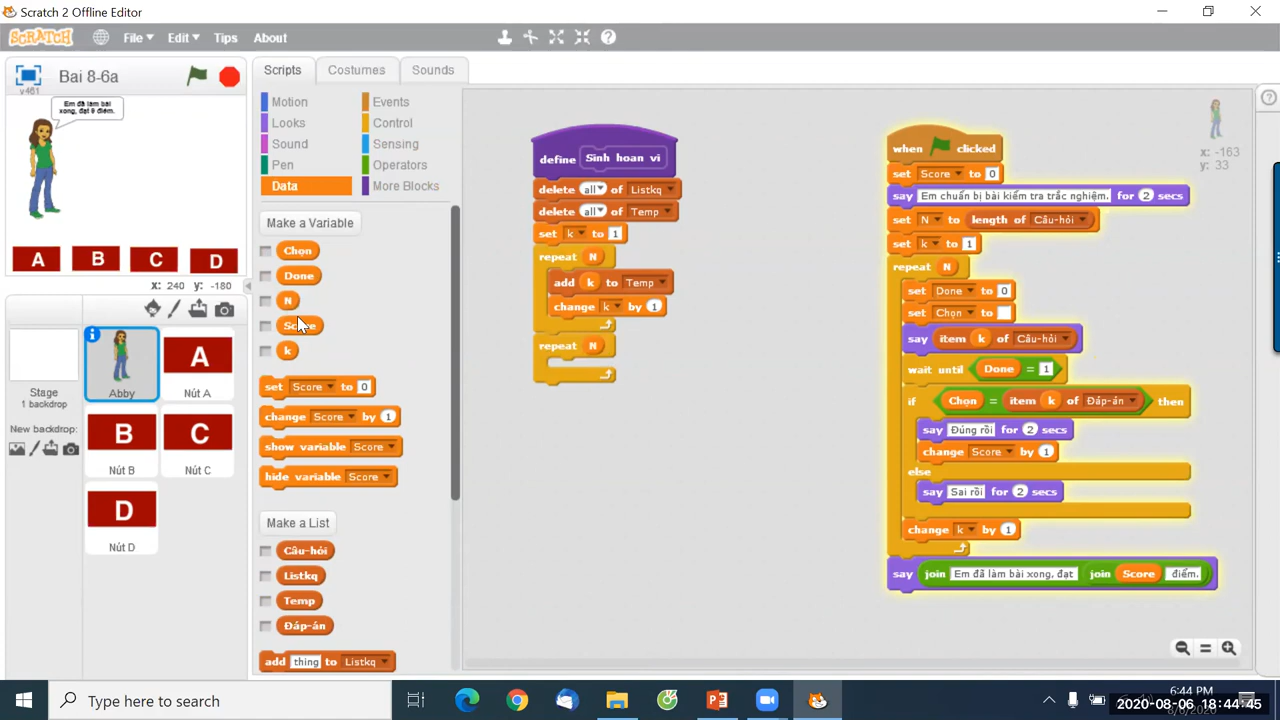 Scratch 2 Offline Editor
SCRATCH File Edit Tips About
Bai 8-6a
v461
Em đã làm bài
xong, đạt 9 điểm.
A B C D
x: 240 y: -180
Stage
1 backdrop
New backdrop:
Abby
A
Nút A
B
Nút B
C
Nút C
D
Nút D
Scripts Costumes Sounds
Motion Events
Looks Control
Sound Sensing
Pen Operators
Data More Blocks
Make a Variable
Chọn
Done
N
Score
k
set Score to 0
change Score by 1
show variable Score
hide variable Score
Make a List
Câu-hỏi
Listkq
Temp
Đáp-án
add thing to Listkq
define Sinh hoan vi
delete all of Listkq
delete all of Temp
set k to 1
repeat N
add k to Temp
change k by 1
repeat N
when clicked
set Score to 0
say Em chuẩn bị bài kiểm tra trắc nghiệm. for 2 secs
set N to length of Câu-hỏi
set k to 1
repeat N
set Done to 0
set Chọn to
say item k of Câu-hỏi
wait until Done = 1
if Chọn = item k of Đáp-án then
say Đúng rồi for 2 secs
change Score by 1
else
say Sai rồi for 2 secs
change k by 1
say join Em đã làm bài xong, đạt join Score điểm.
x: -163
y: 33
Type here to search
6:44 PM
2020-08-06 18:44:45